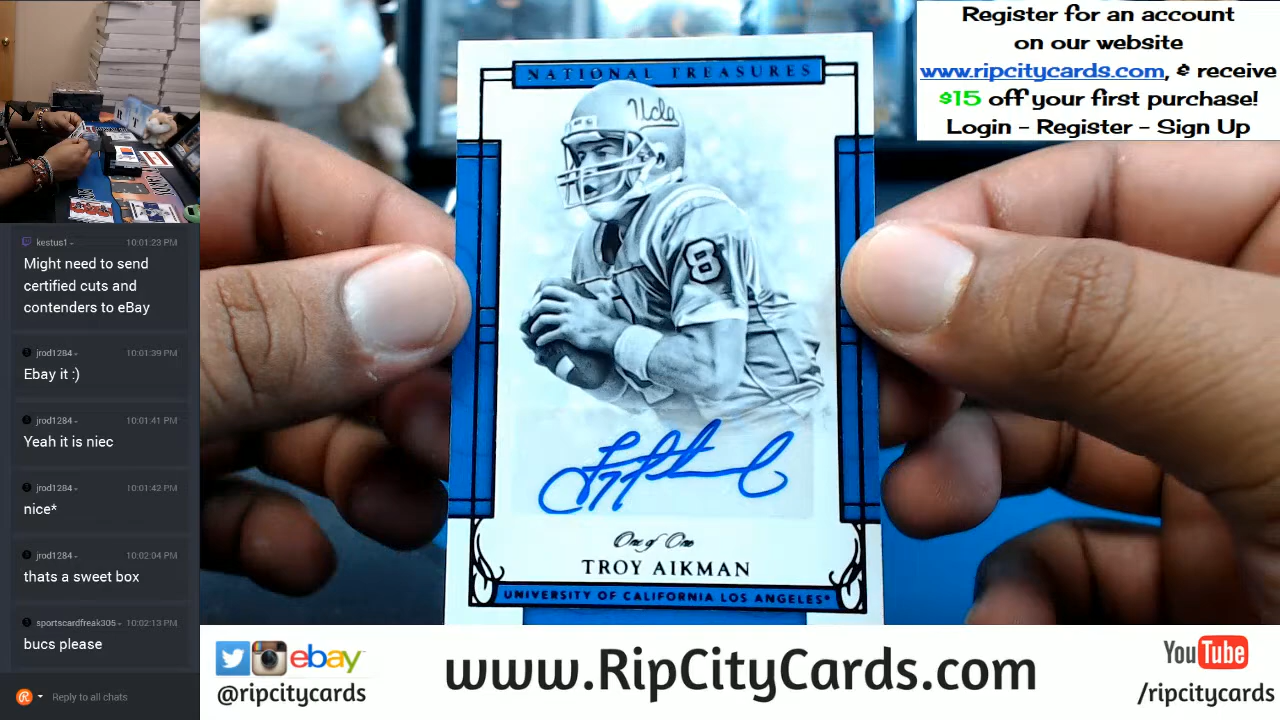 Register for an account
on our website
www.ripcitycards.com, & receive
$15 off your first purchase!
Login - Register - Sign Up
kestus1
10:01:23 PM
Might need to send
certified cuts and
contenders to eBay
jrod1284
10:01:39 PM
Ebay it :)
jrod1284
10:01:41 PM
Yeah it is niec
jrod1284
10:01:42 PM
nice*
jrod1284
10:02:04 PM
thats a sweet box
sportscardfreak305
10:02:13 PM
bucs please
Reply to all chats
NATIONAL TREASURES
Ucla
8
One of One
TROY AIKMAN
UNIVERSITY OF CALIFORNIA LOS ANGELES®
ebay
@ripcitycards
www.RipCityCards.com
YouTube
/ripcitycards